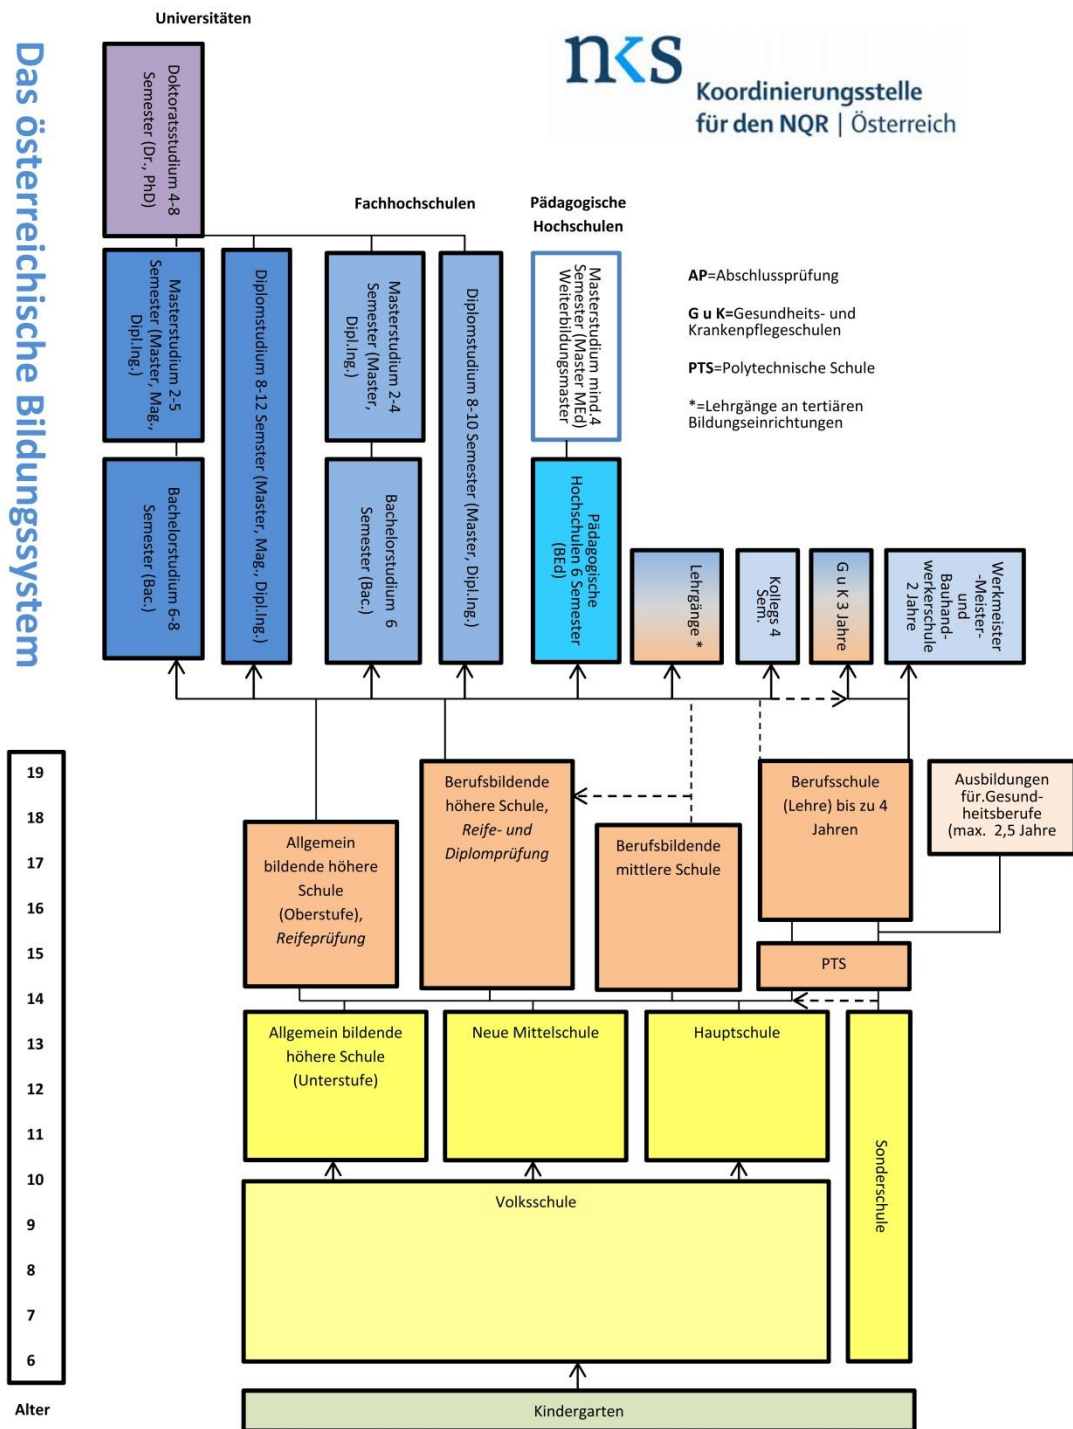 Das österreichische Bildungssystem
Universitäten
nks
Koordinierungsstelle
für den NQR | Österreich
Doktoratsstudium 4-8
Semester (Dr., PhD)
Fachhochschulen
Pädagogische
Hochschulen
Masterstudium 2-5
Semester (Master, Mag.,
Dipl.Ing.)
Diplomstudium 8-12 Semster (Master, Mag., Dipl.Ing.)
Masterstudium 2-4
Semester (Master,
Dipl.Ing.)
Diplomstudium 8-10 Semester (Master, Dipl.Ing.)
Masterstudium mind.4
Semester (Master MEd)
Weiterbildungsmaster
AP=Abschlussprüfung
G u K=Gesundheits- und
Krankenpflegeschulen
PTS=Polytechnische Schule
*=Lehrgänge an tertiären
Bildungseinrichtungen
Bachelorstudium 6-8
Semester (Bac.)
Bachelorstudium 6
Semester (Bac.)
Pädagogische
Hochschulen 6 Semester
(BEd)
Lehrgänge *
Kollegs 4
Sem.
G u K 3 Jahre
Werkmeister
-Meister-
und
Bauhand-
werkerschule
2 Jahre
19
18
17
16
15
14
13
12
11
10
9
8
7
6
Alter
Allgemein
bildende höhere
Schule
(Oberstufe),
Reifeprüfung
Berufsbildende
höhere Schule,
Reife- und
Diplomprüfung
Berufsbildende
mittlere Schule
Berufsschule
(Lehre) bis zu 4
Jahren
Ausbildungen
für.Gesund-
heitsberufe
(max.  2,5 Jahre
PTS
Allgemein bildende
höhere Schule
(Unterstufe)
Neue Mittelschule
Hauptschule
Sonderschule
Volksschule
Kindergarten